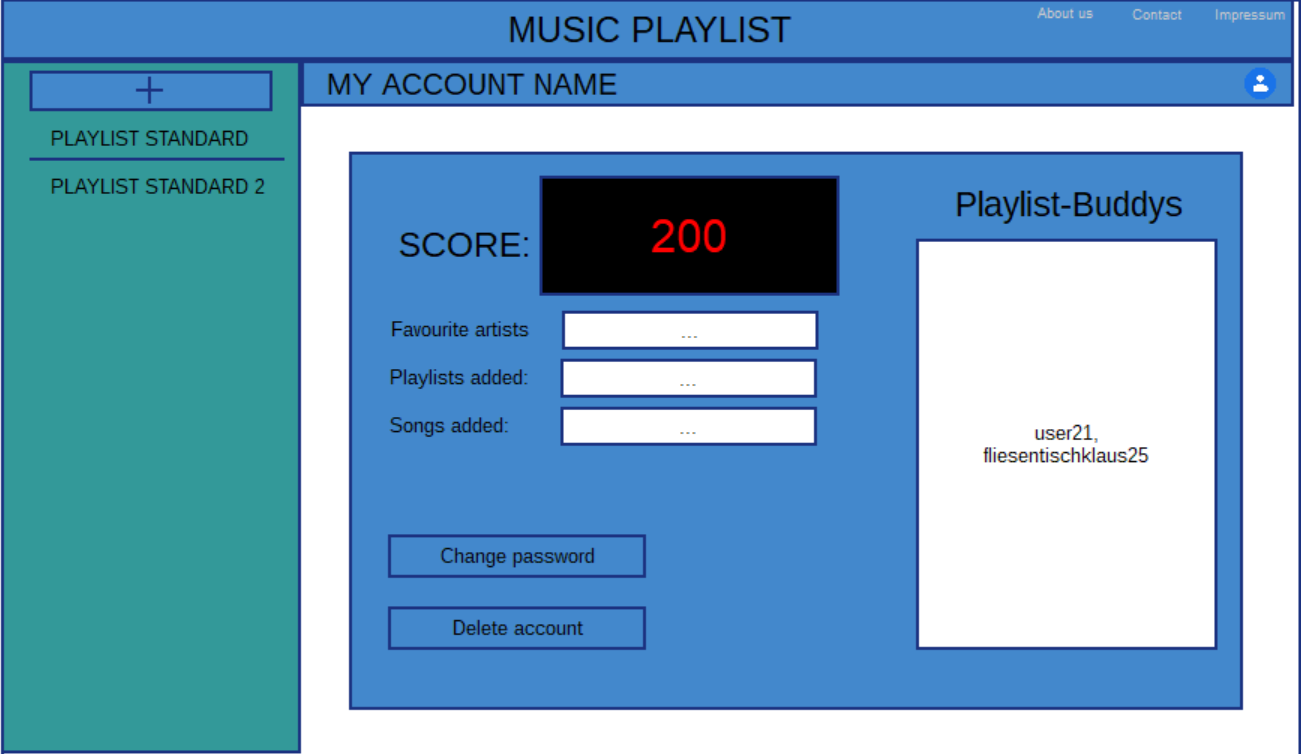 MUSIC PLAYLIST
About us
Contact
Impressum
MY ACCOUNT NAME
PLAYLIST STANDARD
PLAYLIST STANDARD 2
SCORE:
200
Favourite artists
...
Playlists added:
...
Songs added:
...
Change password
Delete account
Playlist-Buddys
user21,
fliesentischklaus25